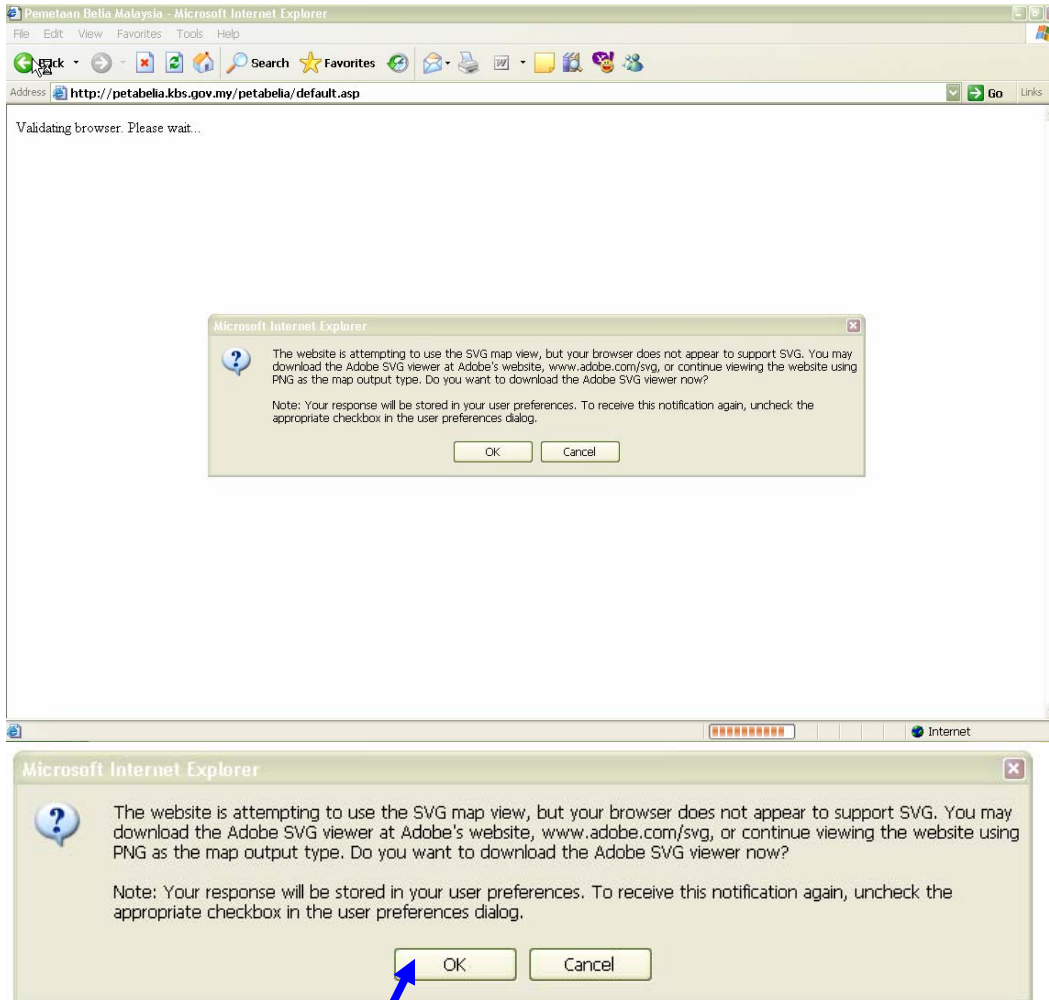 Pemetaan Belia Malaysia - Microsoft Internet Explorer
File Edit View Favorites Tools Help
Back Search Favorites
Address http://petabelia.kbs.gov.my/petabelia/default.asp Go Links
Validating browser. Please wait...
Microsoft Internet Explorer
The website is attempting to use the SVG map view, but your browser does not appear to support SVG. You may
download the Adobe SVG viewer at Adobe's website, www.adobe.com/svg, or continue viewing the website using
PNG as the map output type. Do you want to download the Adobe SVG viewer now?
Note: Your response will be stored in your user preferences. To receive this notification again, uncheck the
appropriate checkbox in the user preferences dialog.
OK Cancel
Internet
Microsoft Internet Explorer
The website is attempting to use the SVG map view, but your browser does not appear to support SVG. You may
download the Adobe SVG viewer at Adobe's website, www.adobe.com/svg, or continue viewing the website using
PNG as the map output type. Do you want to download the Adobe SVG viewer now?
Note: Your response will be stored in your user preferences. To receive this notification again, uncheck the
appropriate checkbox in the user preferences dialog.
OK Cancel